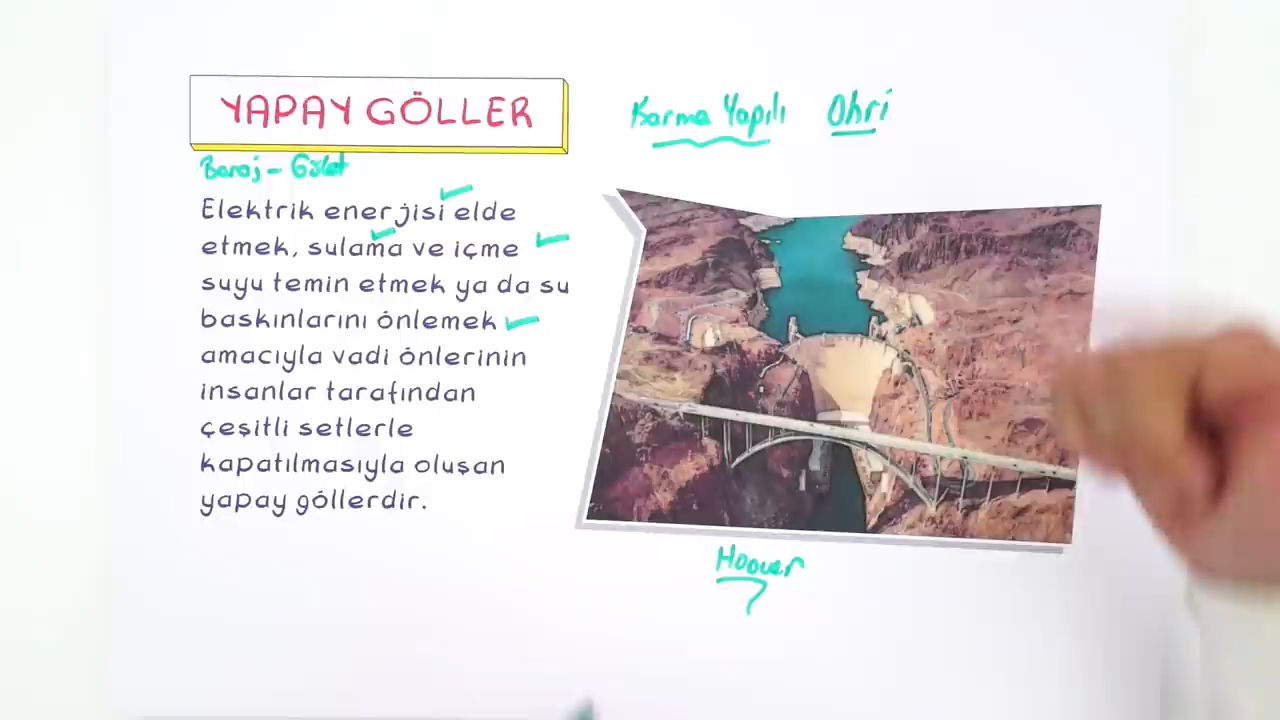 YAPAY GÖLLER
Karma Yapılı Ohri
Baraj - Gölet
Elektrik enerjisi elde
etmek, sulama ve içme
suyu temin etmek ya da su
baskınlarını önlemek
amacıyla vadi önlerinin
insanlar tarafından
çeşitli setlerle
kapatılmasıyla oluşan
yapay göllerdir.
Hoover